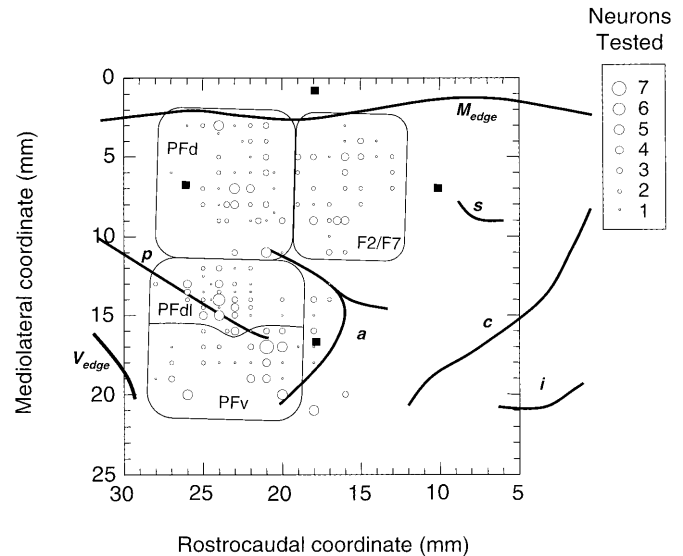 Neurons
Tested
7
6
5
4
3
2
1
0
5
10
15
20
25
Mediolateral coordinate (mm)
M edge
PFd
s
F2/F7
p
PFdl
c
a
V edge
i
PFv
30 25 20 15 10 5
Rostrocaudal coordinate (mm)